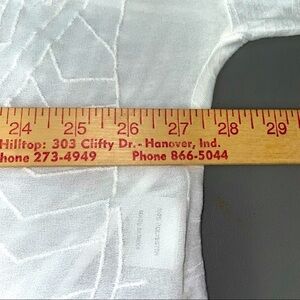 24 25 26 27 28 29
Hilltop: 303 Clifty Dr. - Hanover, Ind.
hone 273-4949 Phone 866-5044